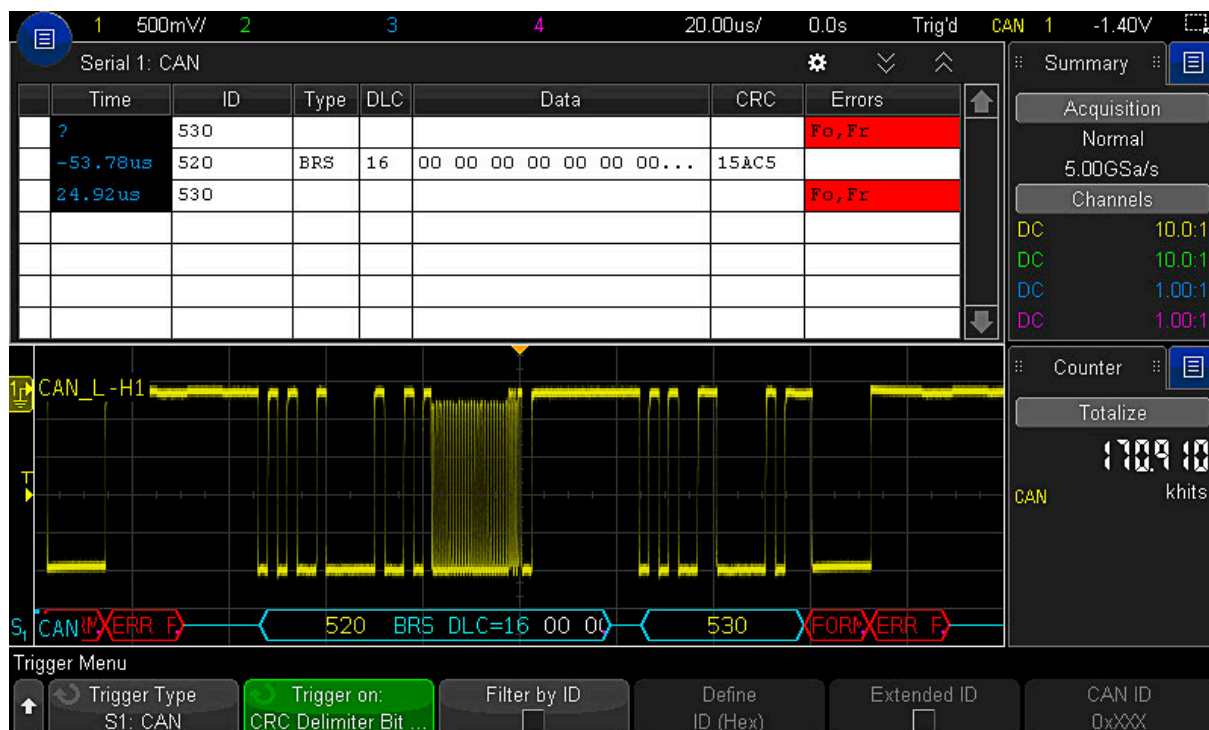 1 500mV/ 2 3 4 20.00us/ 0.0s Trig'd CAN 1 -1.40V
Serial 1: CAN
Time ID Type DLC Data CRC Errors
? 530 Fo,Fr
-53.78us 520 BRS 16 00 00 00 00 00 00 00... 15AC5
24.92us 530 Fo,Fr
Summary
Acquisition
Normal
5.00GSa/s
Channels
DC 10.0:1
DC 10.0:1
DC 1.00:1
DC 1.00:1
CAN_L-H1
T
Counter
Totalize
170.910
CAN khits
S1 CAN ERR F 520 BRS DLC=16 00 00 530 FORM ERR F
Trigger Menu
Trigger Type
S1: CAN
Trigger on:
CRC Delimiter Bit ...
Filter by ID
Define
ID (Hex)
Extended ID
CAN ID
0xXXX